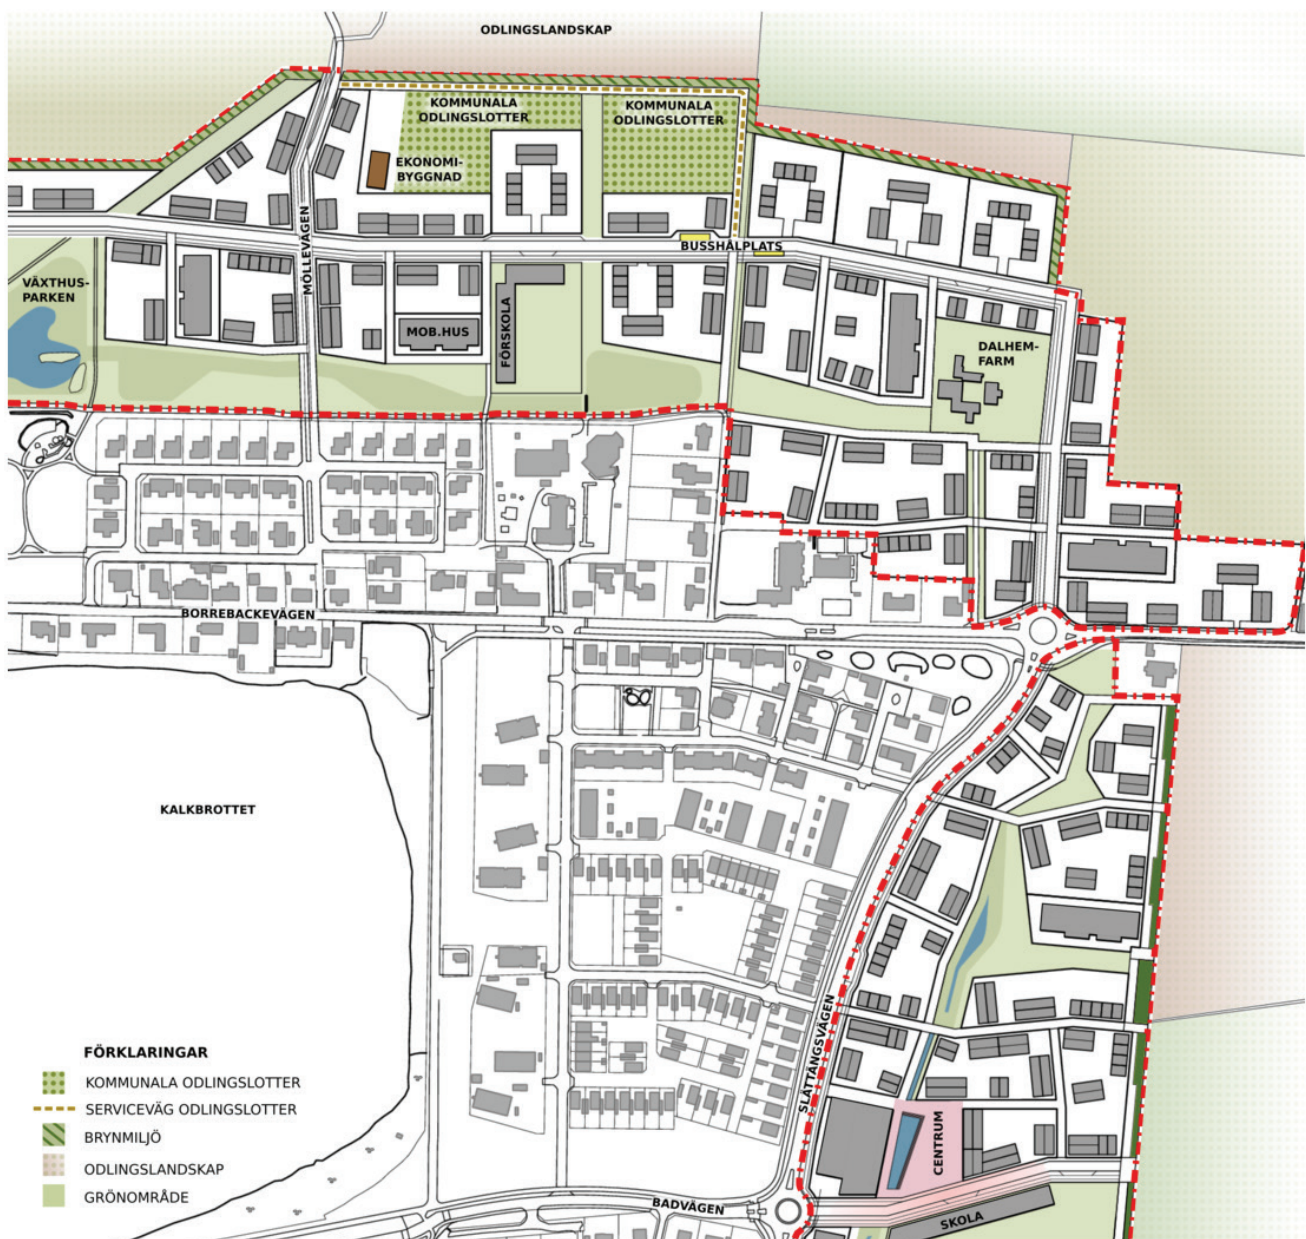 ODLINGSLANDSKAP
KOMMUNALA
ODLINGSLOTTER
KOMMUNALA
ODLINGSLOTTER
EKONOMI-
BYGGNAD
MÖLLEVÄGEN
BUSSHÅLPLATS
VÄXTHUS-
PARKEN
MOB.HUS
FÖRSKOLA
DALHEM-
FARM
BORREBACKEVÄGEN
KALKBROTTET
SLÄTTÄNGSVÄGEN
CENTRUM
BADVÄGEN
SKOLA
FÖRKLARINGAR
KOMMUNALA ODLINGSLOTTER
SERVICEVÄG ODLINGSLOTTER
BRYNMILJÖ
ODLINGSLANDSKAP
GRÖNOMRÅDE